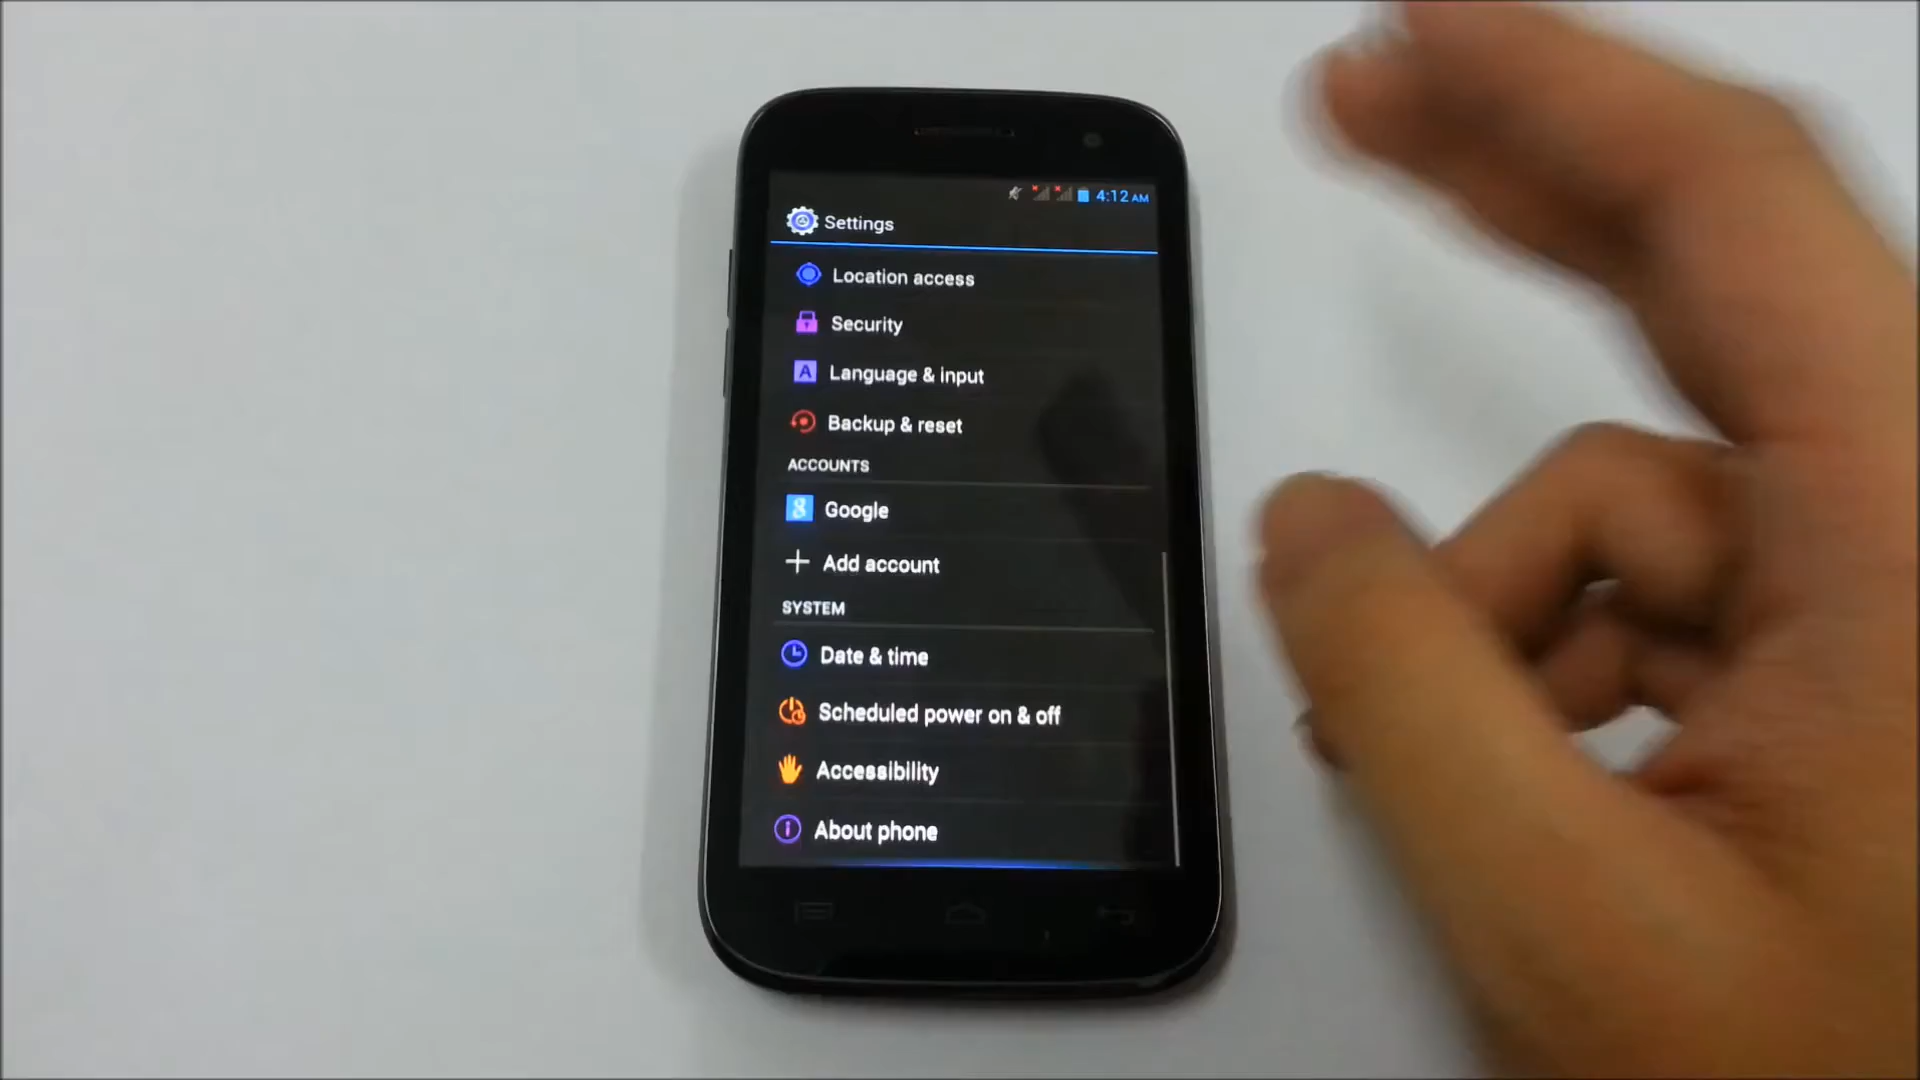 4:12 AM
Settings
Location access
Security
A Language & input
Backup & reset
ACCOUNTS
8 Google
Add account
SYSTEM
Date & time
Scheduled power on & off
Accessibility
i About phone